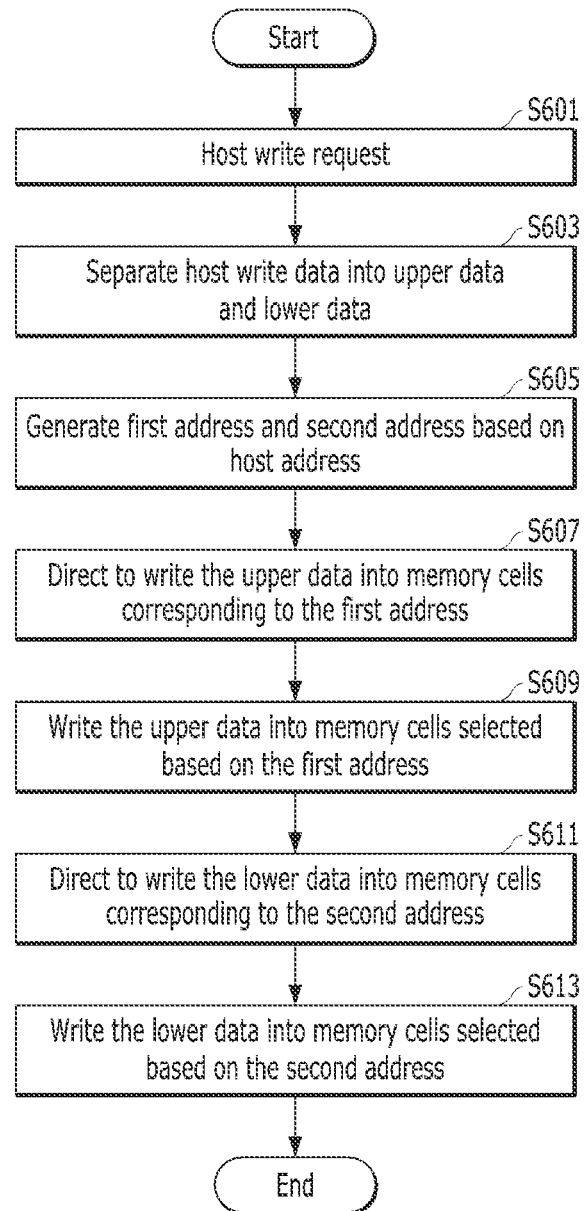 Start
S601
Host write request
S603
Separate host write data into upper data
and lower data
S605
Generate first address and second address based on
host address
S607
Direct to write the upper data into memory cells
corresponding to the first address
S609
Write the upper data into memory cells selected
based on the first address
S611
Direct to write the lower data into memory cells
corresponding to the second address
S613
Write the lower data into memory cells selected
based on the second address
End